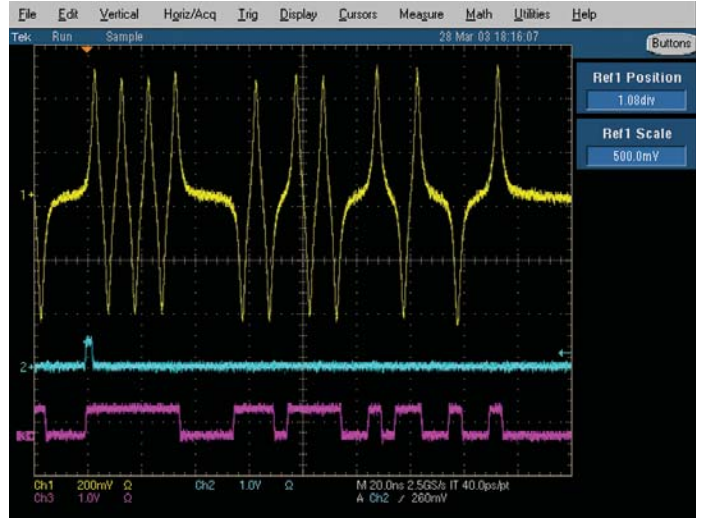 File Edit Vertical Horiz/Acq Trig Display Cursors Measure Math Utilities Help
Tek Run Sample 28 Mar 03 18:16:07
Buttons
Ref1 Position
1.08div
Ref1 Scale
500.0mV
1
2
Ch1 200mV Ω Ch2 1.0V Ω M 20.0ns 2.5GS/s IT 40.0ps/pt
Ch3 1.0V Ω A Ch2 ∕ 260mV